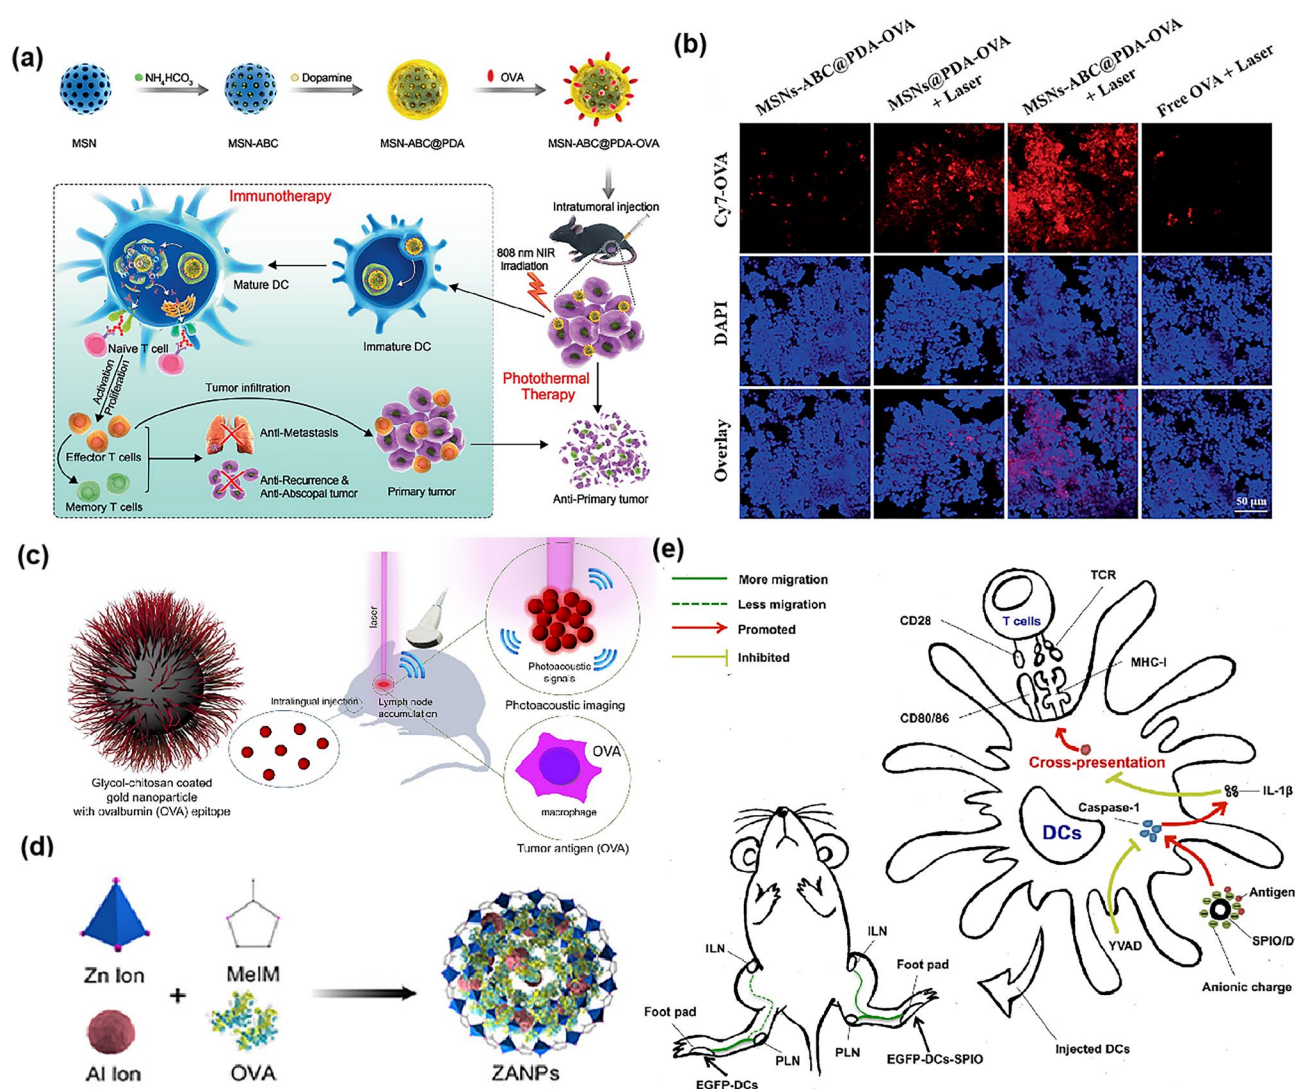 (a)
NH4HCO3
Dopamine
OVA
MSN
MSN-ABC
MSN-ABC@PDA
MSN-ABC@PDA-OVA
Immunotherapy
Intratumoral injection
808 nm NIR
Irradiation
Mature DC
Immature DC
Naïve T cell
Activation
Proliferation
Photothermal
Therapy
Tumor infiltration
Effector T cells
Anti-Metastasis
Memory T cells
Anti-Recurrence &
Anti-Abscopal tumor
Primary tumor
Anti-Primary tumor
(b)
MSNs-ABC@PDA-OVA
MSNs@PDA-OVA
+ Laser
MSNs-ABC@PDA-OVA
+ Laser
Free OVA + Laser
Cy7-OVA
DAPI
Overlay
50 μm
(c)
laser
Intralingual injection
Lymph node
accumulation
Photoacoustic
signals
Photoacoustic imaging
OVA
macrophage
Tumor antigen (OVA)
Glycol-chitosan coated
gold nanoparticle
with ovalbumin (OVA) epitope
(d)
Zn Ion
MeIM
+
Al Ion
OVA
ZANPs
(e)
More migration
Less migration
Promoted
Inhibited
TCR
T cells
CD28
MHC-I
CD80/86
Cross-presentation
IL-1β
Caspase-1
DCs
Antigen
SPIO/D
YVAD
Anionic charge
Injected DCs
ILN
ILN
Foot pad
Foot pad
PLN
PLN
EGFP-DCs-SPIO
EGFP-DCs